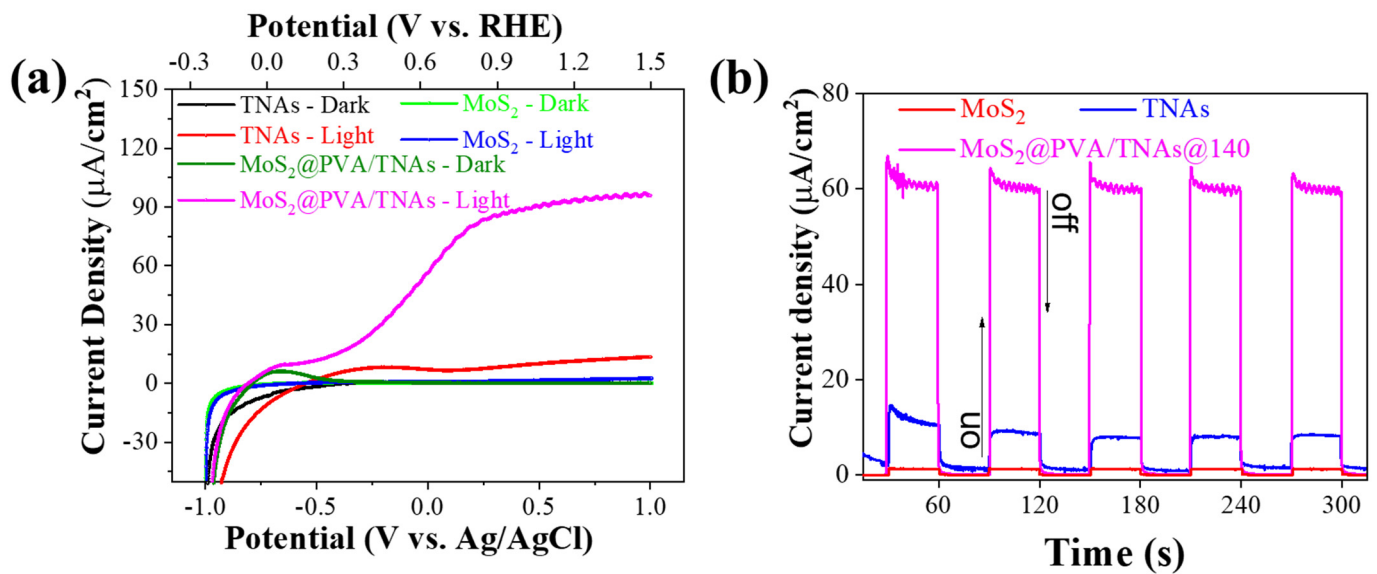 (a)
Potential (V vs. RHE)
-0.3 0.0 0.3 0.6 0.9 1.2 1.5
TNAs - Dark
MoS₂ - Dark
TNAs - Light
MoS₂ - Light
MoS₂@PVA/TNAs - Dark
MoS₂@PVA/TNAs - Light
Current Density (μA/cm²)
150
120
90
60
30
0
-30
-1.0 -0.5 0.0 0.5 1.0
Potential (V vs. Ag/AgCl)
(b)
MoS₂
TNAs
MoS₂@PVA/TNAs@140
Current density (μA/cm²)
80
60
40
20
0
on
off
60 120 180 240 300
Time (s)